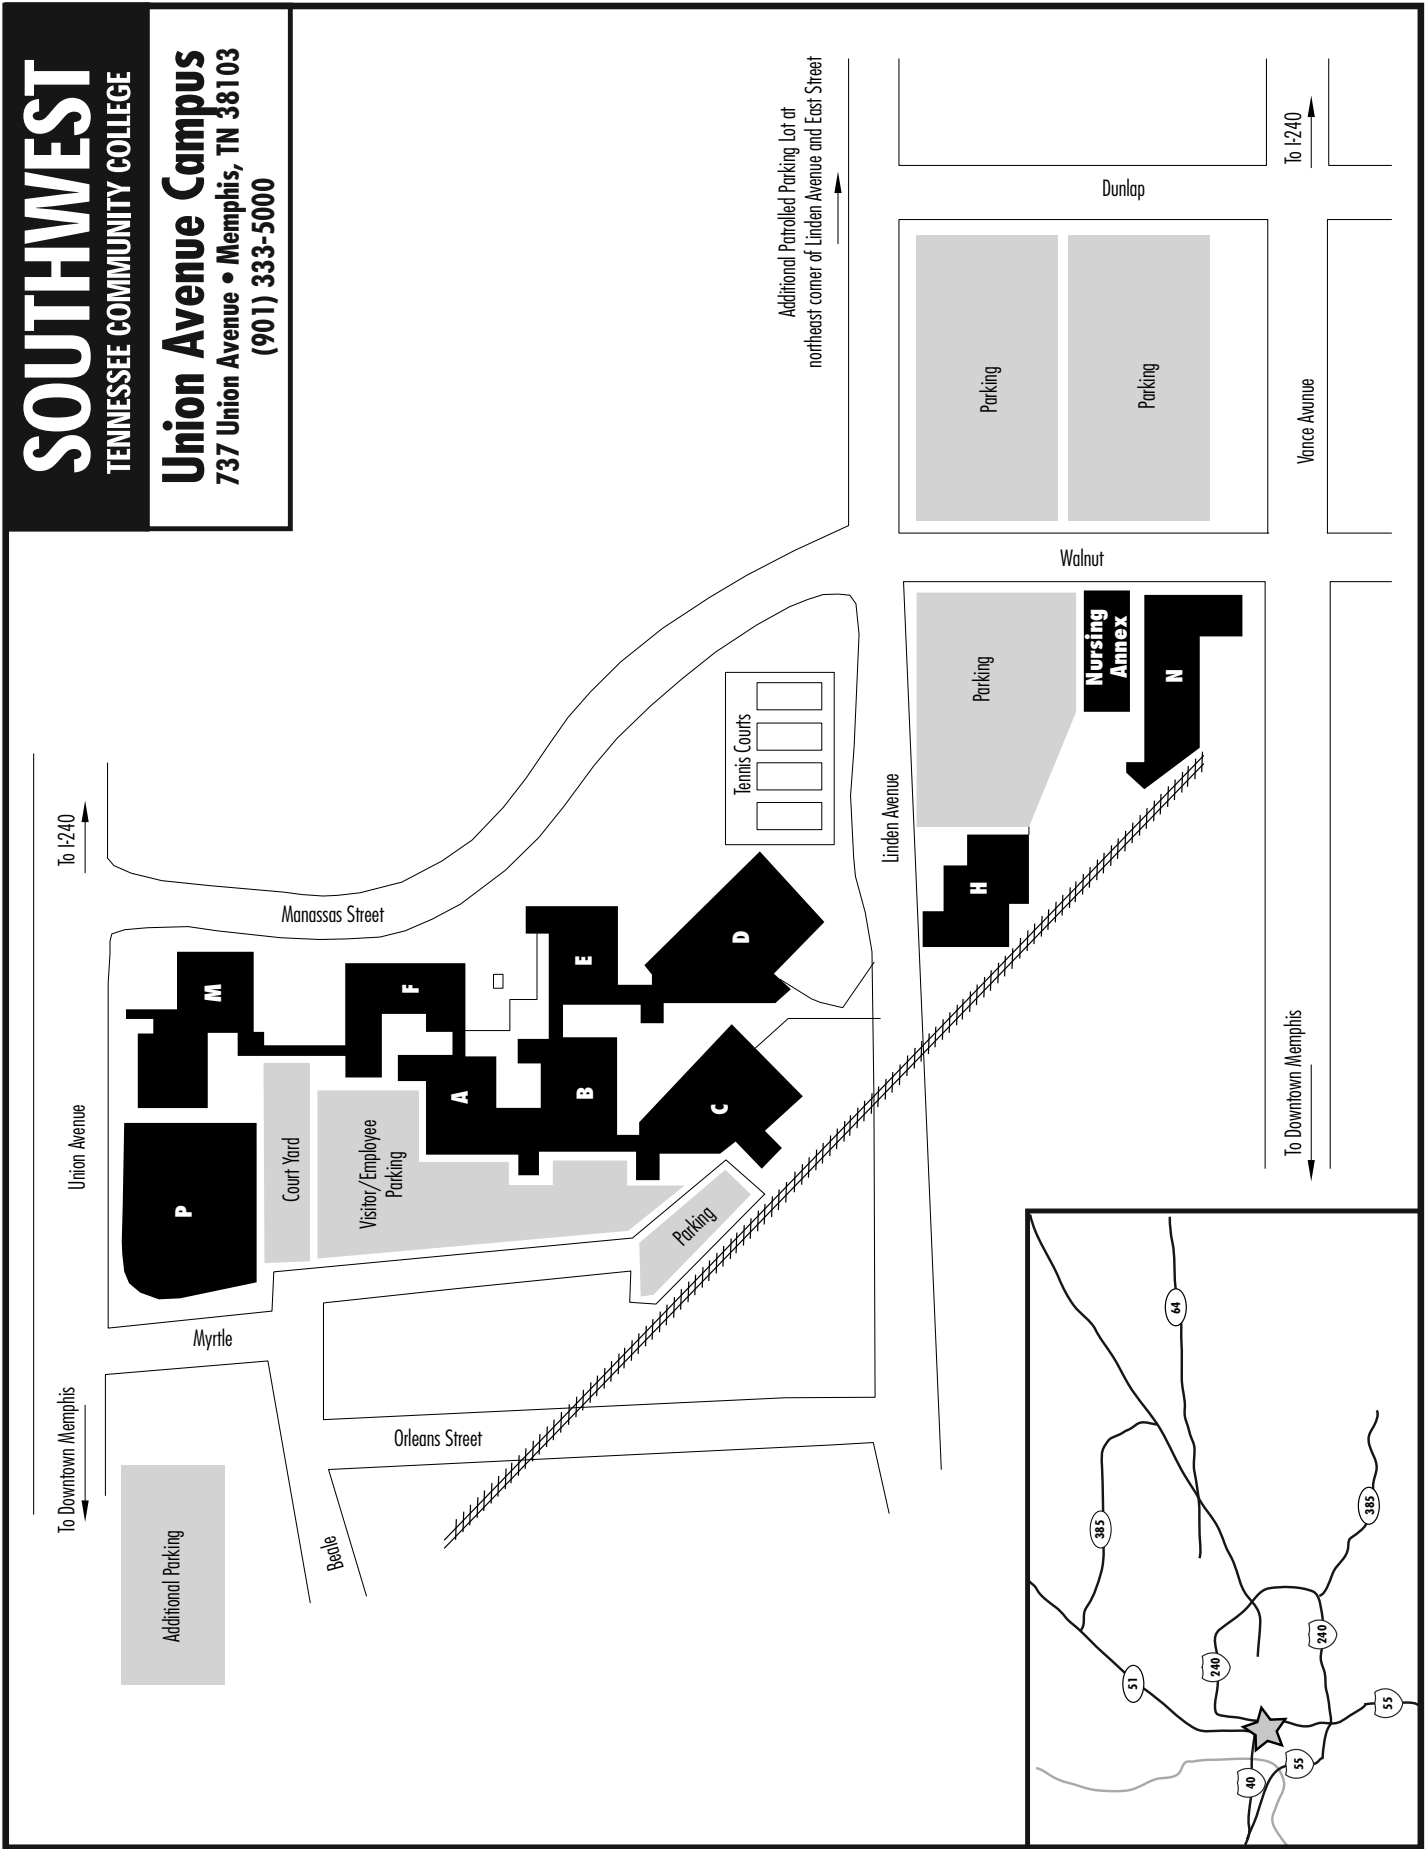 SOUTHWEST
TENNESSEE COMMUNITY COLLEGE
Union Avenue Campus
737 Union Avenue • Memphis, TN 38103
(901) 333-5000
To Downtown Memphis
Union Avenue
To I-240
Additional Parking
Myrtle
P
M
Manassas Street
Court Yard
Visitor/Employee
Parking
F
Beale
Orleans Street
A
B
E
Parking
C
D
Tennis Courts
Additional Patrolled Parking Lot at
northeast corner of Linden Avenue and East Street
Linden Avenue
H
Parking
Nursing
Annex
N
Walnut
Parking
Parking
Dunlap
To Downtown Memphis
Vance Avunue
To I-240
51
385
64
240
40
55
240
385
55